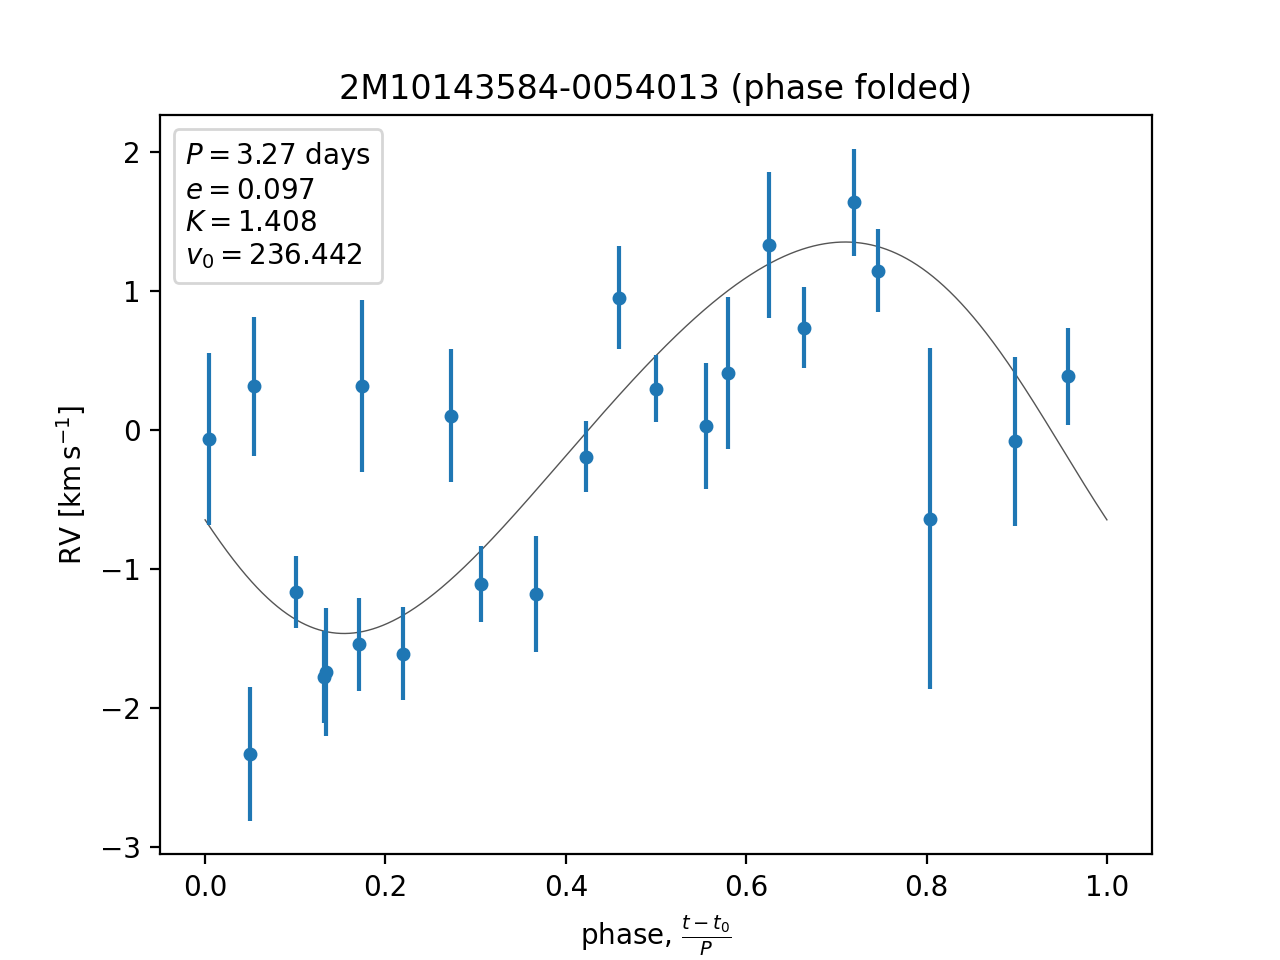 2M10143584-0054013 (phase folded)
P = 3.27 days
e = 0.097
K = 1.408
v₀ = 236.442
2
1
0
−1
−2
−3
RV [km s⁻¹]
0.0 0.2 0.4 0.6 0.8 1.0
phase, (t − t₀)/P